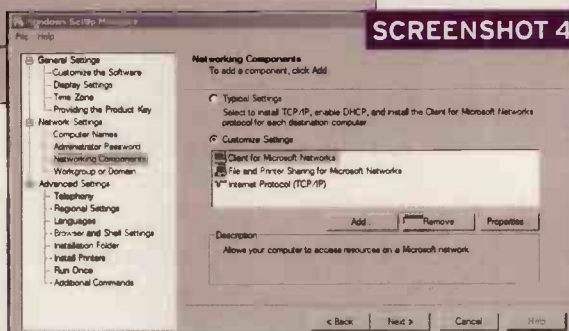 SCREENSHOT 4
Windows Setup Manager
File Help
General Settings
Customize the Software
Display Settings
Time Zone
Providing the Product Key
Network Settings
Computer Names
Administrator Password
Networking Components
Workgroup or Domain
Advanced Settings
Telephony
Regional Settings
Languages
Browser and Shell Settings
Installation Folder
Install Printers
Run Once
Additional Commands
Networking Components
To add a component, click Add.
Typical Settings
Select to install TCP/IP, enable DHCP, and install the Client for Microsoft Networks
protocol for each destination computer
Customize Settings
Client for Microsoft Networks
File and Printer Sharing for Microsoft Networks
Internet Protocol (TCP/IP)
Add... Remove Properties
Description
Allows your computer to access resources on a Microsoft network.
< Back Next > Cancel Help